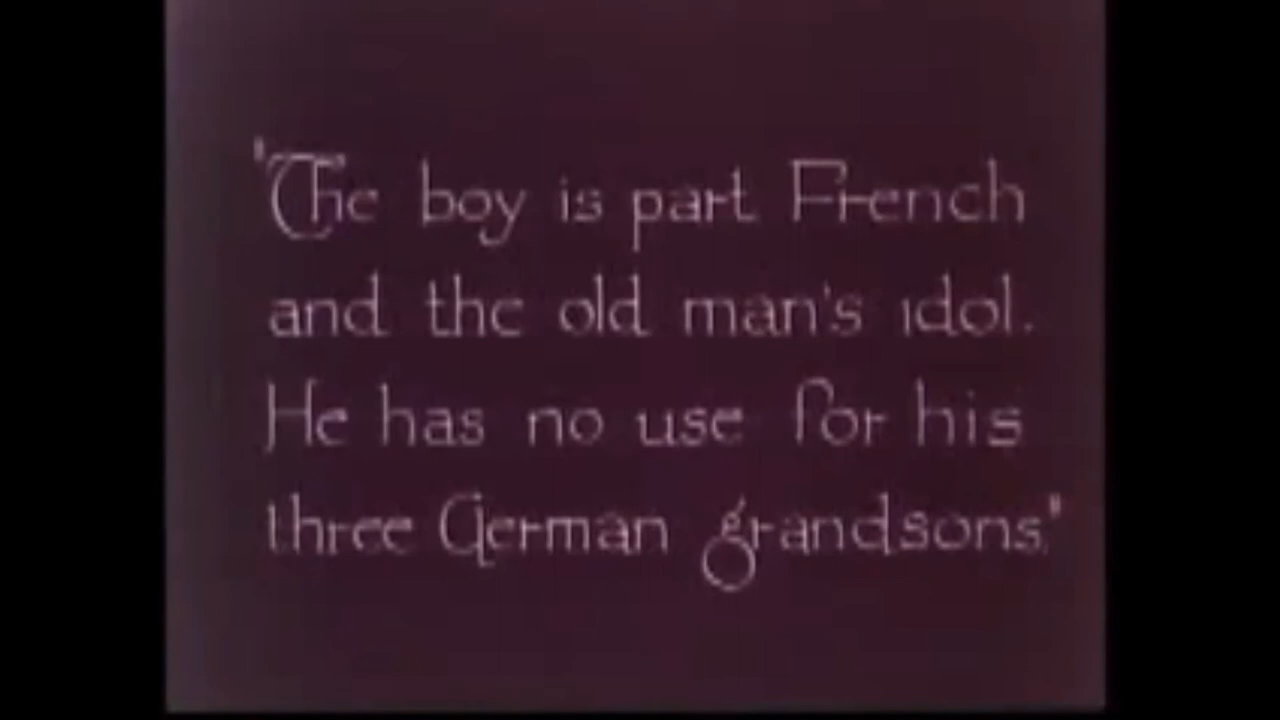 'The boy is part French
and the old man's idol.
He has no use for his
three German grandsons.'